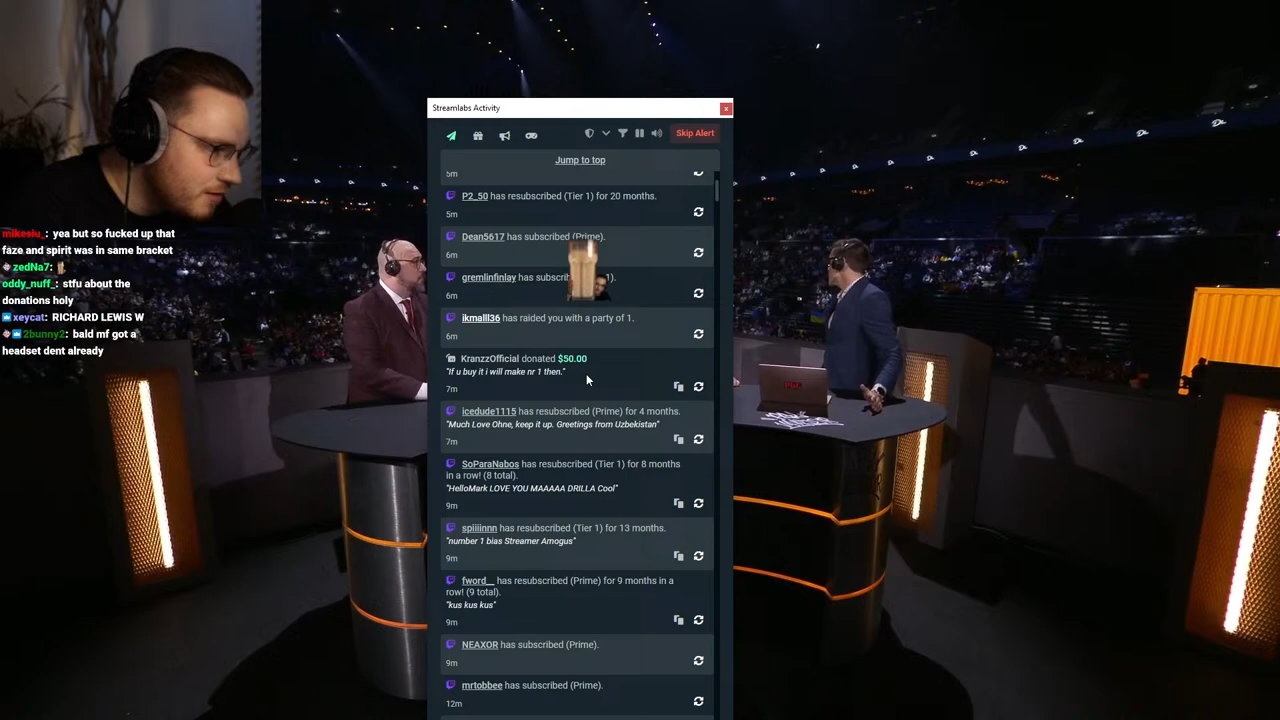 Streamlabs Activity
x
Skip Alert
Jump to top
5m
P2_50 has resubscribed (Tier 1) for 20 months.
5m
Dean5617 has subscribed (Prime).
6m
gremlinfinlay has 1).
6m
ikmalll36 has raided you with a party of 1.
6m
KranzzOfficial donated $50.00
"If u buy it i will make nr 1 then."
7m
icedude1115 has resubscribed (Prime) for 4 months.
"Much Love Ohne, keep it up. Greetings from Uzbekistan"
7m
SoParaNabos has resubscribed (Tier 1) for 8 months
in a row! (8 total).
"HelloMark LOVE YOU MAAAAA DRILLA Cool"
9m
spiiiinnn has resubscribed (Tier 1) for 13 months.
"number 1 bias Streamer Amogus"
9m
fword__ has resubscribed (Prime) for 9 months in a
row! (9 total).
"kus kus kus"
9m
NEAXOR has subscribed (Prime).
9m
mrtobbee has subscribed (Prime).
12m
mikesiu_: yea but so fucked up that
faze and spirit was in same bracket
zedNa7:
oddy_nuff_: stfu about the
donations holy
xeycat: RICHARD LEWIS W
2bunny2: bald mf got a
headset dent already